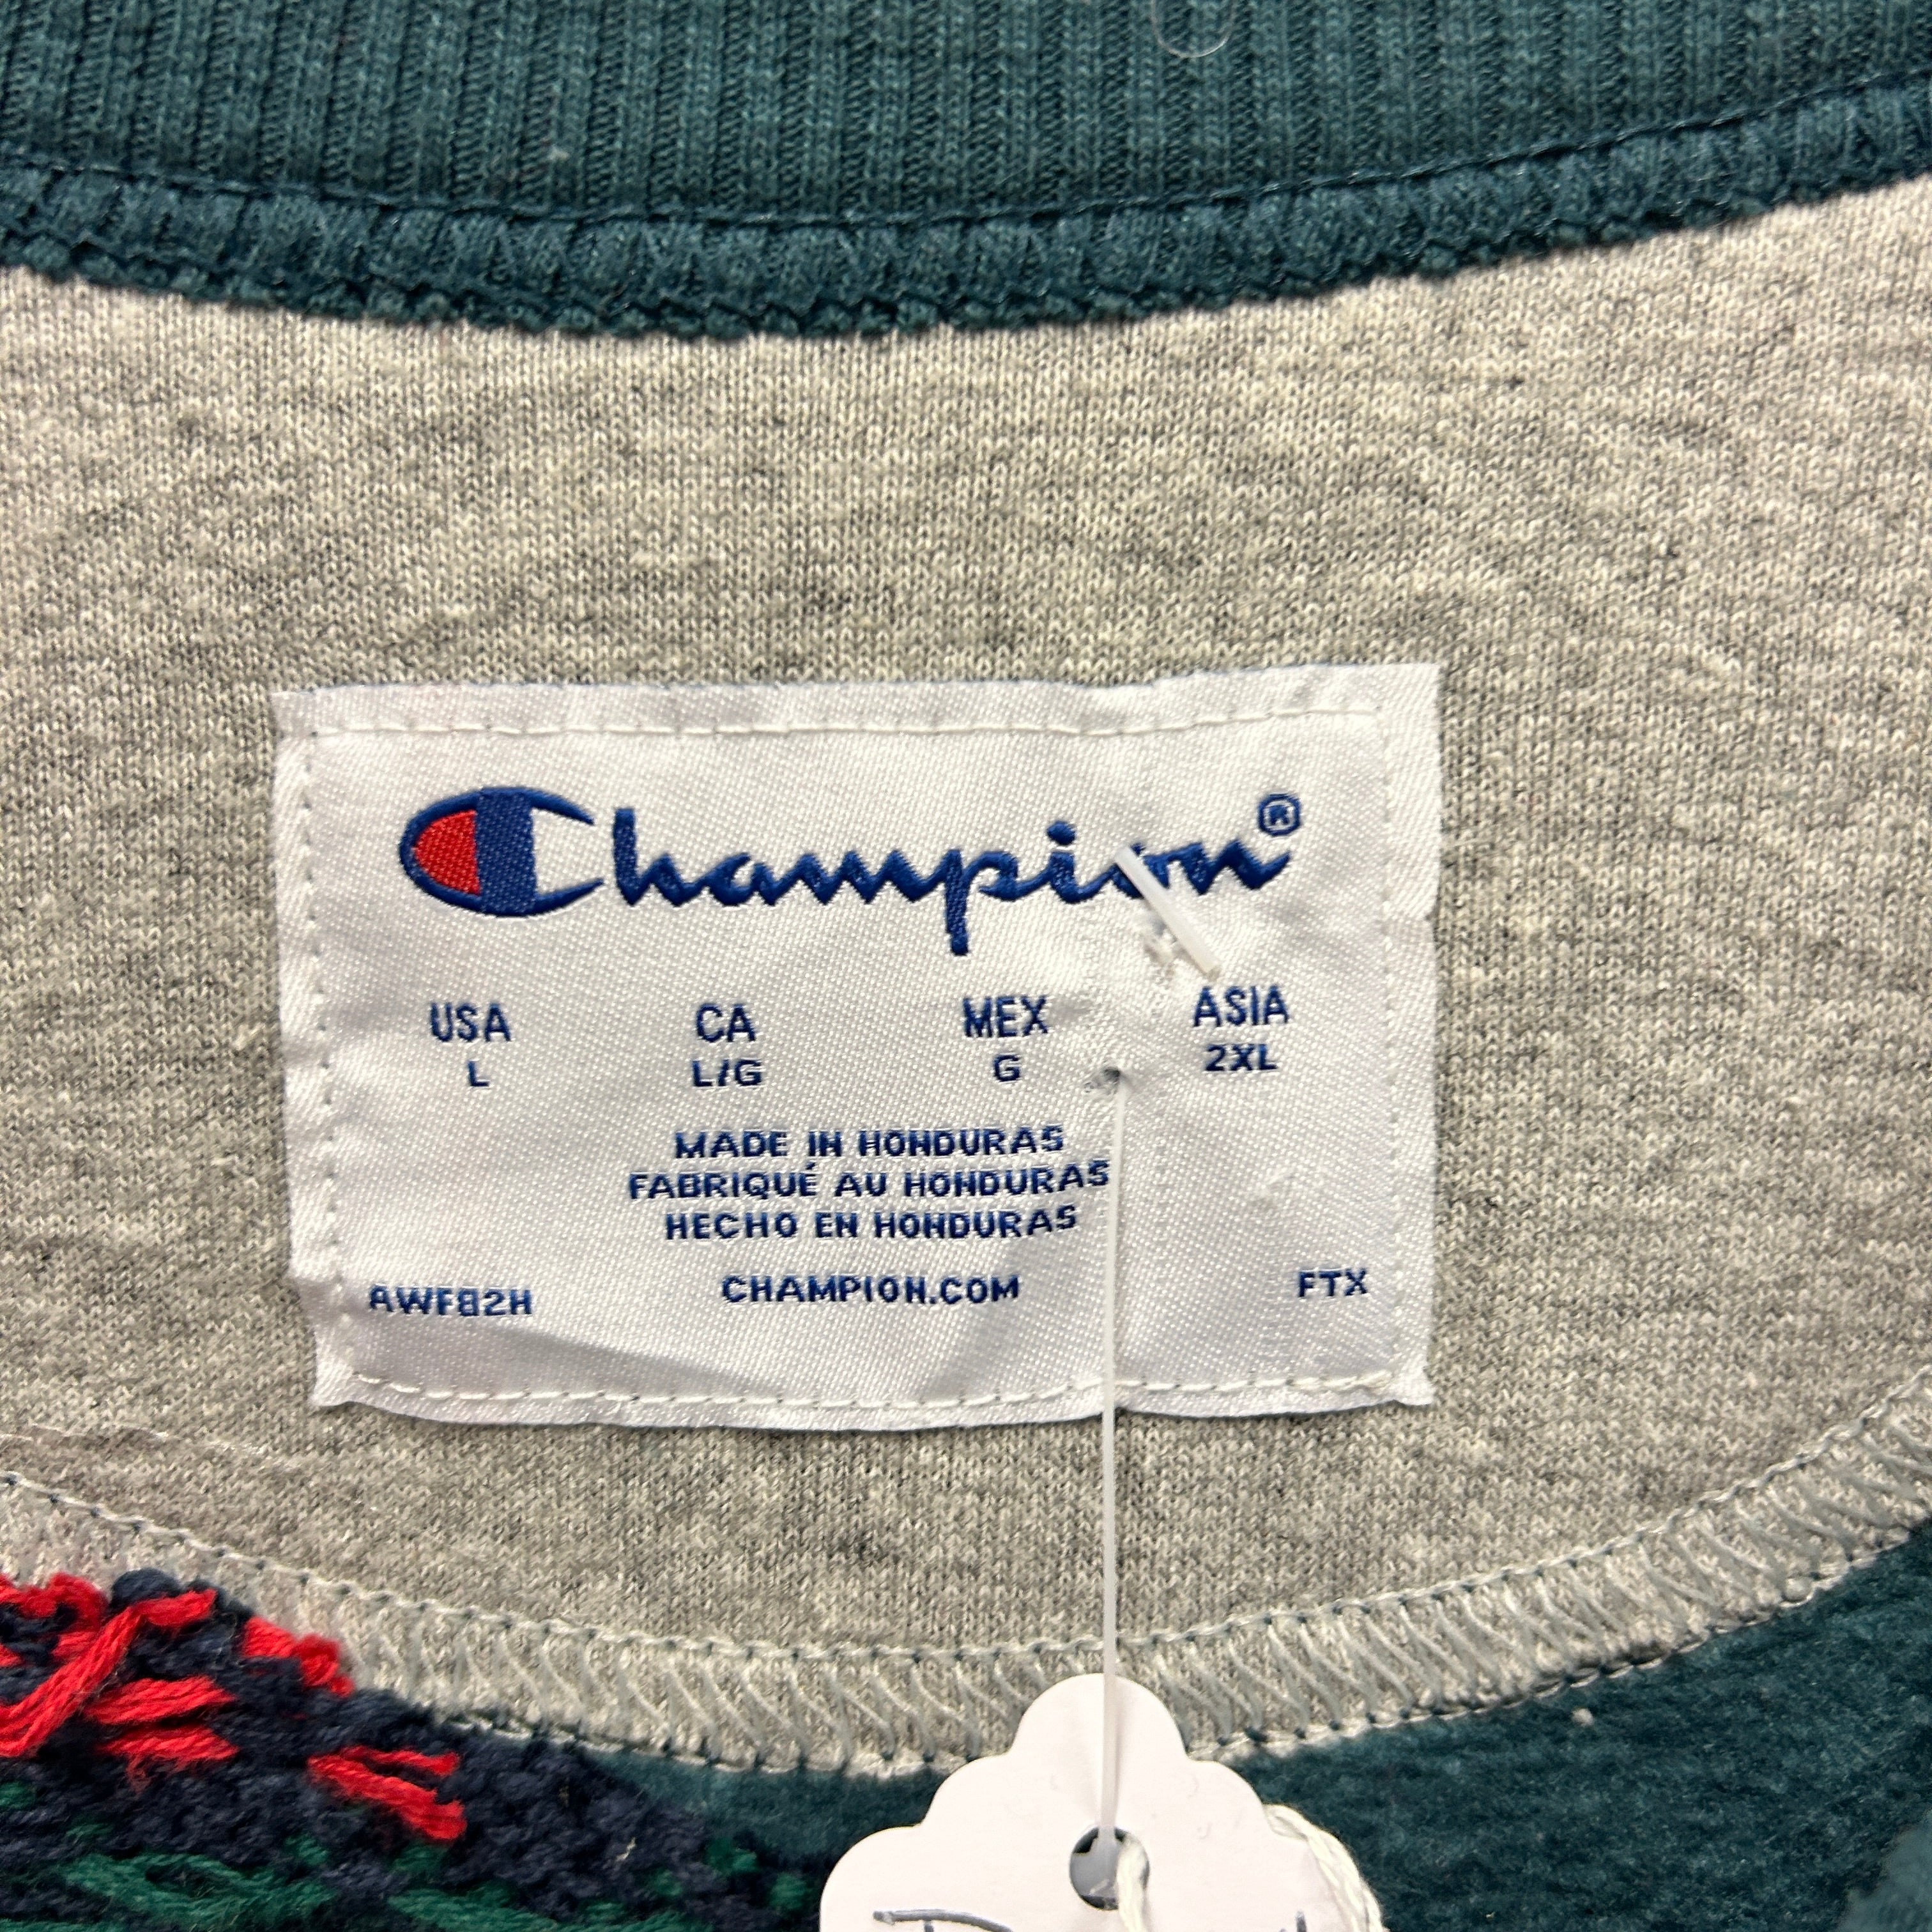 Champion®
USA CA MEX ASIA
L L/G G 2XL
MADE IN HONDURAS
FABRIQUÉ AU HONDURAS
HECHO EN HONDURAS
AWF82H CHAMPION.COM FTX